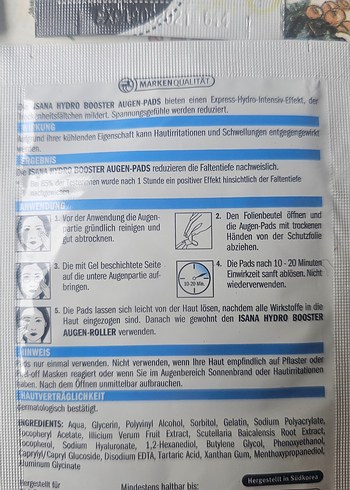 MARKENQUALITÄT
ISANA HYDRO BOOSTER AUGEN-PADS bieten einen Express-Hydro-Intensiv-Effekt, der
Trockenheitsfältchen mildert. Spannungsgefühle werden reduziert.
WIRKUNG
Aufgrund ihrer kühlenden Eigenschaft kann Hautirritationen und Schwellungen entgegengewirkt
werden.
ERGEBNIS
Die ISANA HYDRO BOOSTER AUGEN-PADS reduzieren die Faltentiefe nachweislich.
wurde nach 1 Stunde ein positiver Effekt hinsichtlich der Faltentiefe
ANWENDUNG
1. Vor der Anwendung die Augen-
partie gründlich reinigen und
gut abtrocknen.
2. Den Folienbeutel öffnen und
die Augen-Pads mit trockenen
Händen von der Schutzfolie
abziehen.
3. Die mit Gel beschichtete Seite
auf die untere Augenpartie auf-
bringen.
10-20 Min.
4. Die Pads nach 10 - 20 Minuten
Einwirkzeit sanft ablösen. Nicht
wiederverwenden.
5. Die Pads lassen sich leicht von der Haut lösen, nachdem alle Wirkstoffe in die
Haut eingezogen sind. Danach wie gewohnt den ISANA HYDRO BOOSTER
AUGEN-ROLLER verwenden.
HINWEIS
Pads nur einmal verwenden. Nicht verwenden, wenn Ihre Haut empfindlich auf Pflaster oder
Peel-off Masken reagiert oder wenn Sie im Augenbereich Sonnenbrand oder Hautirritationen
haben. Nach dem Öffnen unmittelbar aufbrauchen.
HAUTVERTRÄGLICHKEIT
Dermatologisch bestätigt.
INGREDIENTS: Aqua, Glycerin, Polyvinyl Alcohol, Sorbitol, Gelatin, Sodium Polyacrylate,
Tocopheryl Acetate, Illicium Verum Fruit Extract, Scutellaria Baicalensis Root Extract,
Tocopherol, Sodium Hyaluronate, 1,2-Hexanediol, Butylene Glycol, Phenoxyethanol,
Caprylyl/Capryl Glucoside, Disodium EDTA, Tartaric Acid, Xanthan Gum, Menthoxypropanediol,
Aluminum Glycinate
Hergestellt in Südkorea
Hergestellt für
Mindestens haltbar bis: